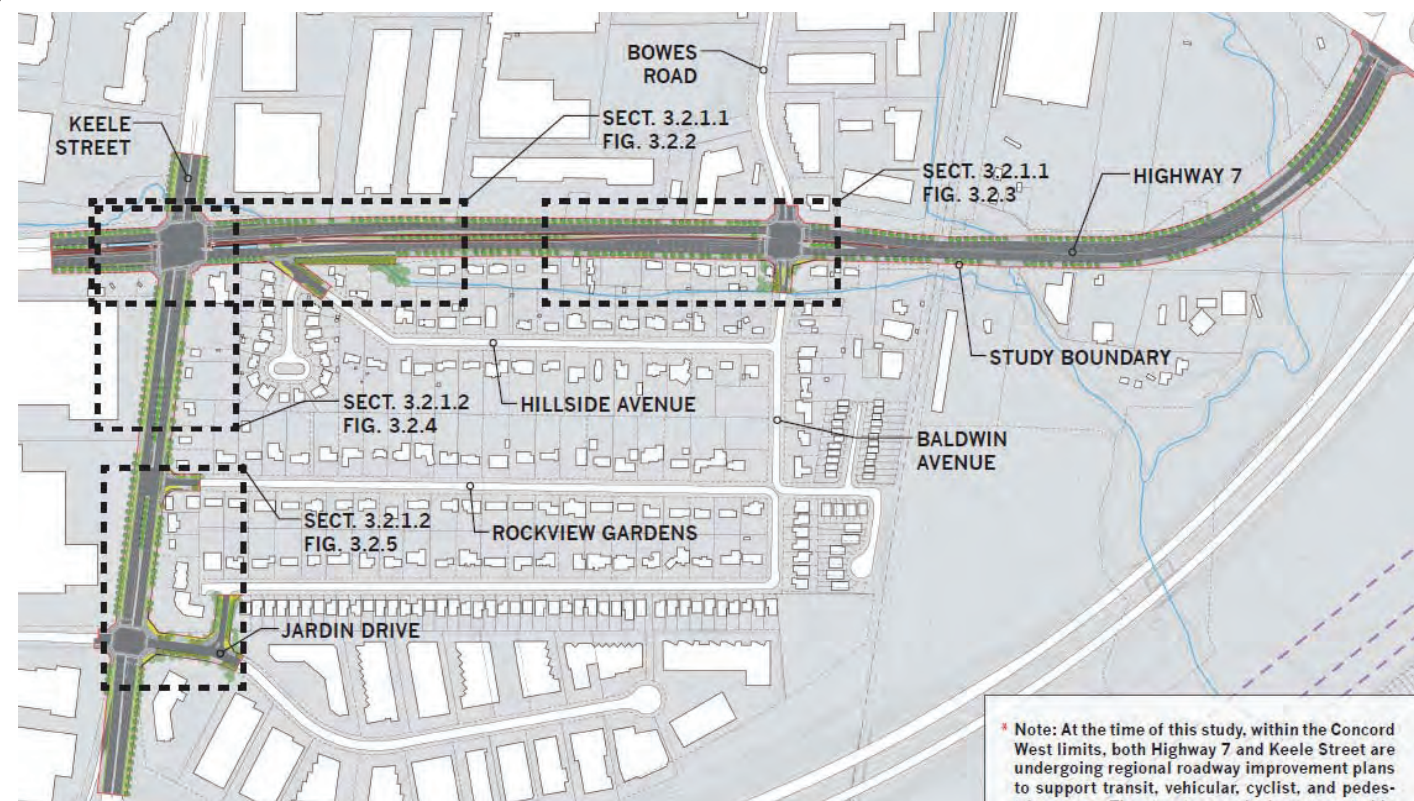 BOWES
ROAD
KEELE
STREET
SECT. 3.2.1.1
FIG. 3.2.2
SECT. 3.2.1.1
FIG. 3.2.3
HIGHWAY 7
STUDY BOUNDARY
SECT. 3.2.1.2
FIG. 3.2.4
HILLSIDE AVENUE
BALDWIN
AVENUE
SECT. 3.2.1.2
FIG. 3.2.5
ROCKVIEW GARDENS
JARDIN DRIVE
* Note: At the time of this study, within the Concord
West limits, both Highway 7 and Keele Street are
undergoing regional roadway improvement plans
to support transit, vehicular, cyclist, and pedes-